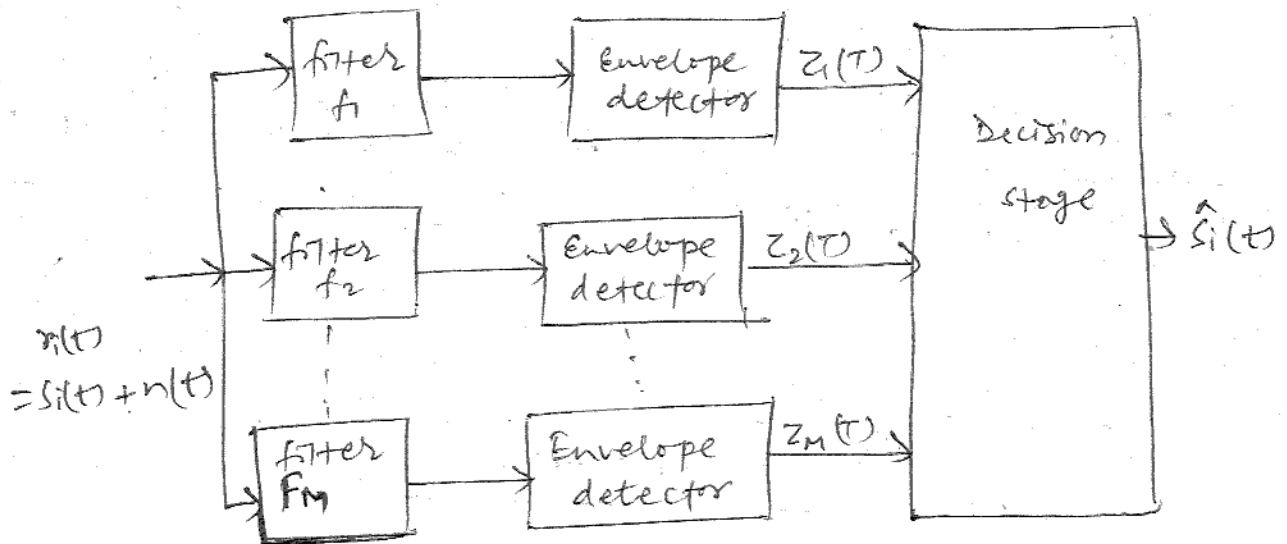 filter
f1
Envelope
detector
Z1(T)
Decision
stage
filter
f2
Envelope
detector
Z2(T)
ŝi(t)
ri(t)
= si(t) + n(t)
filter
FM
Envelope
detector
ZM(T)